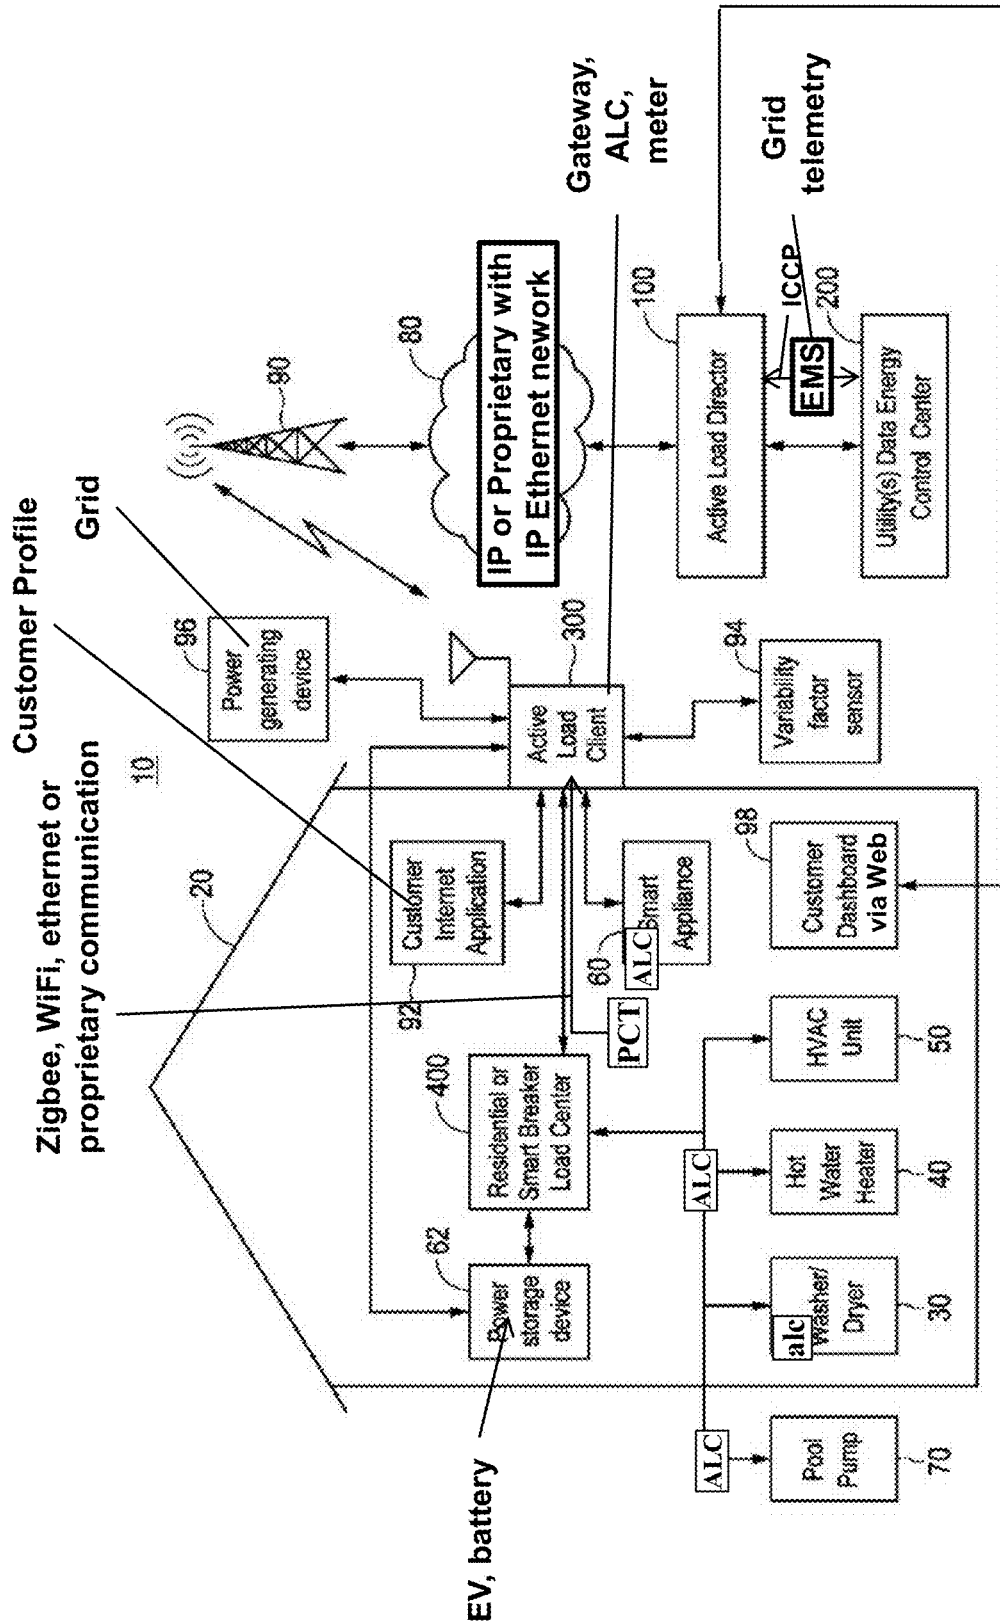 Zigbee, WiFi, ethernet or
proprietary communication
Customer Profile
Grid
10
20
96
Power
generating
device
90
80
IP or Proprietary with
IP Ethernet nework
Gateway,
ALC,
meter
Grid
telemetry
100
Active Load Director
ICCP
EMS
200
Utility(s) Data Energy
Control Center
300
Active
Load
Client
94
Variability
factor
sensor
92
Customer
Internet
Application
60
ALC
Smart
Appliance
PCT
98
Customer
Dashboard
via Web
400
Residential or
Smart Breaker
Load Center
62
Power
storage
device
EV, battery
ALC
HVAC
Unit
50
Hot
Water
Heater
40
alc
Washer/
Dryer
30
ALC
Pool
Pump
70